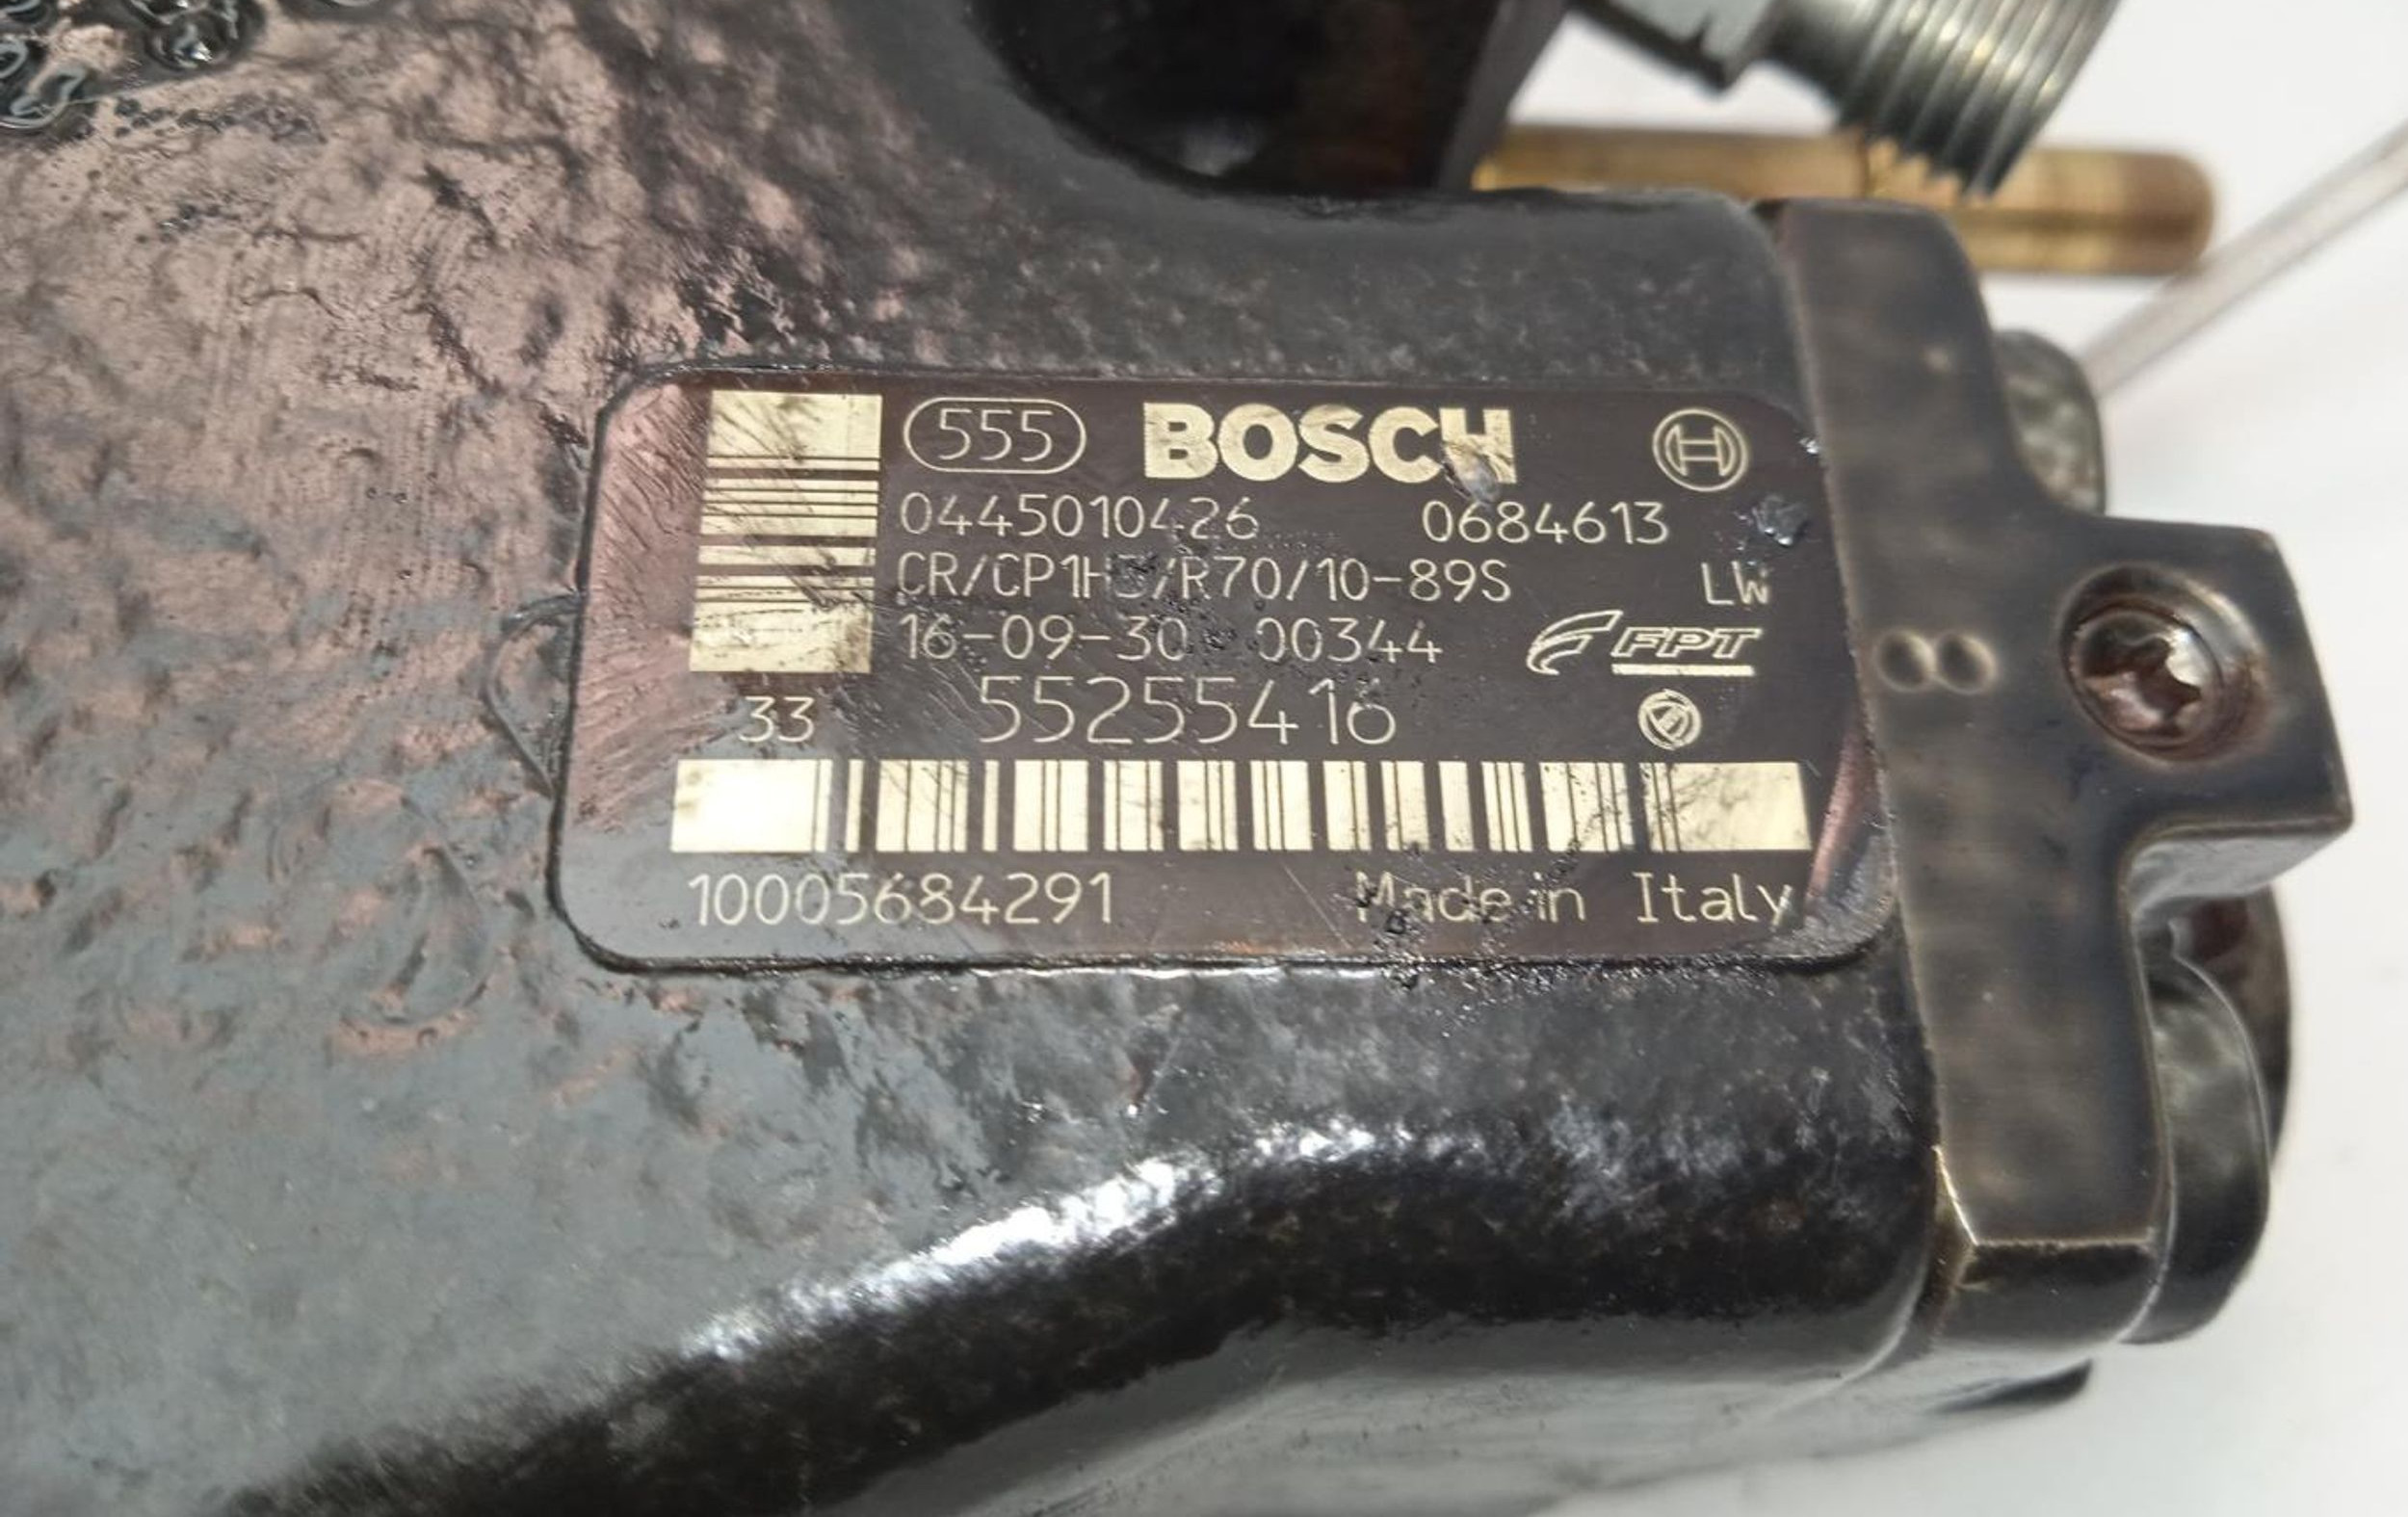 555 BOSCH
0445010426 0684613
CR/CP1H3/R70/10-89S LW
16-09-30 00344 FPT
33 55255416
10005684291 Made in Italy
8